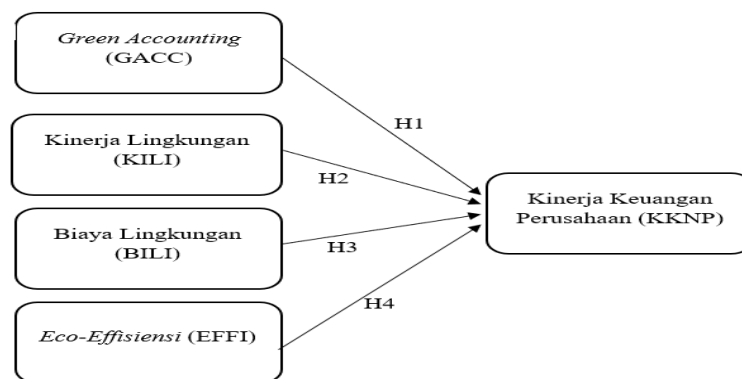 Green Accounting
(GACC)
H1
Kinerja Lingkungan
(KILI)
H2
Kinerja Keuangan
Perusahaan (KKNP)
Biaya Lingkungan
(BILI)
H3
H4
Eco-Effisiensi (EFFI)